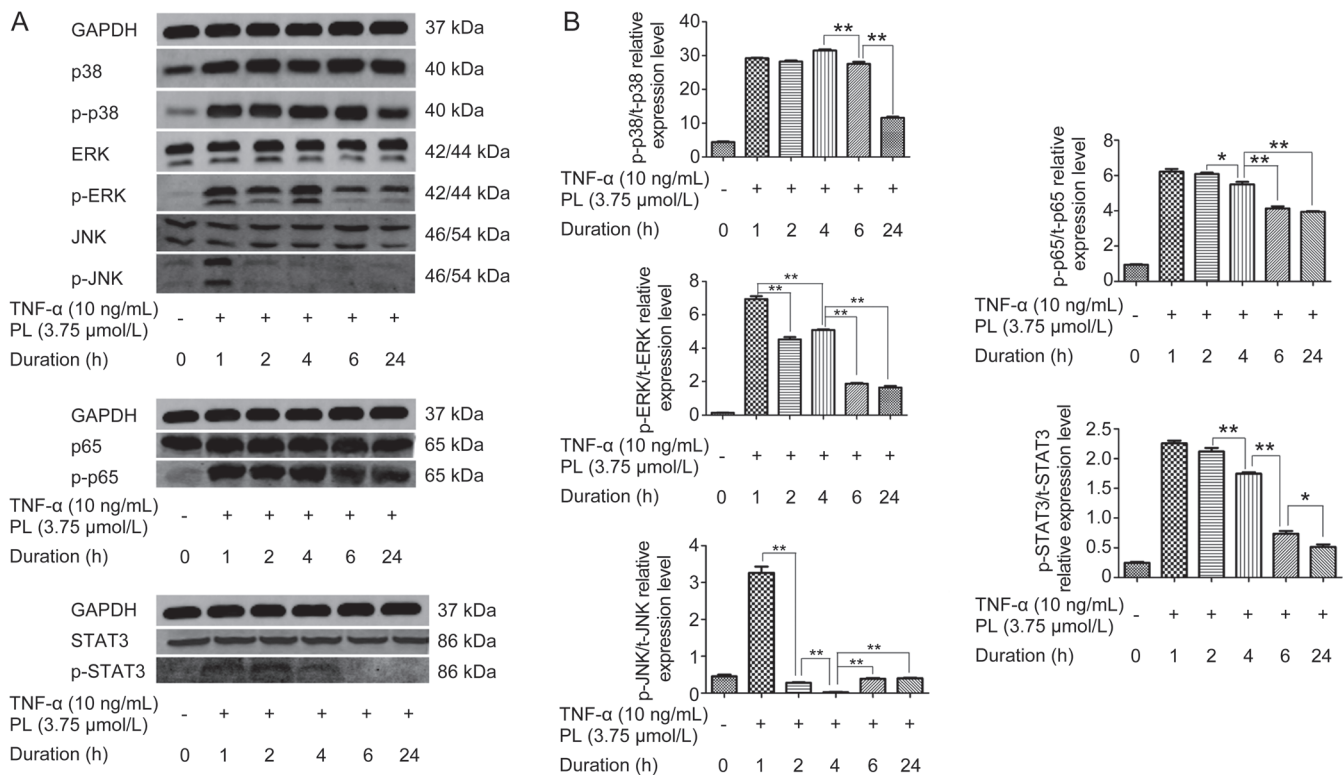 A
GAPDH 37 kDa
p38 40 kDa
p-p38 40 kDa
ERK 42/44 kDa
p-ERK 42/44 kDa
JNK 46/54 kDa
p-JNK 46/54 kDa
TNF-α (10 ng/mL)
PL (3.75 μmol/L) - + + + + +
Duration (h) 0 1 2 4 6 24
GAPDH 37 kDa
p65 65 kDa
p-p65 65 kDa
TNF-α (10 ng/mL)
PL (3.75 μmol/L) - + + + + +
Duration (h) 0 1 2 4 6 24
GAPDH 37 kDa
STAT3 86 kDa
p-STAT3 86 kDa
TNF-α (10 ng/mL)
PL (3.75 μmol/L) - + + + + +
Duration (h) 0 1 2 4 6 24
B
p-p38/t-p38 relative
expression level
40
30
20
10
0
** **
TNF-α (10 ng/mL)
PL (3.75 μmol/L) - + + + + +
Duration (h) 0 1 2 4 6 24
p-ERK/t-ERK relative
expression level
8
6
4
2
0
** ** ** **
TNF-α (10 ng/mL)
PL (3.75 μmol/L) - + + + + +
Duration (h) 0 1 2 4 6 24
p-JNK/t-JNK relative
expression level
4
3
2
1
0
** ** ** **
TNF-α (10 ng/mL)
PL (3.75 μmol/L) - + + + + +
Duration (h) 0 1 2 4 6 24
p-p65/t-p65 relative
expression level
8
6
4
2
0
* ** **
TNF-α (10 ng/mL)
PL (3.75 μmol/L) - + + + + +
Duration (h) 0 1 2 4 6 24
p-STAT3/t-STAT3
relative expression level
2.5
2.0
1.5
1.0
0.5
0
** ** *
TNF-α (10 ng/mL)
PL (3.75 μmol/L) - + + + + +
Duration (h) 0 1 2 4 6 24